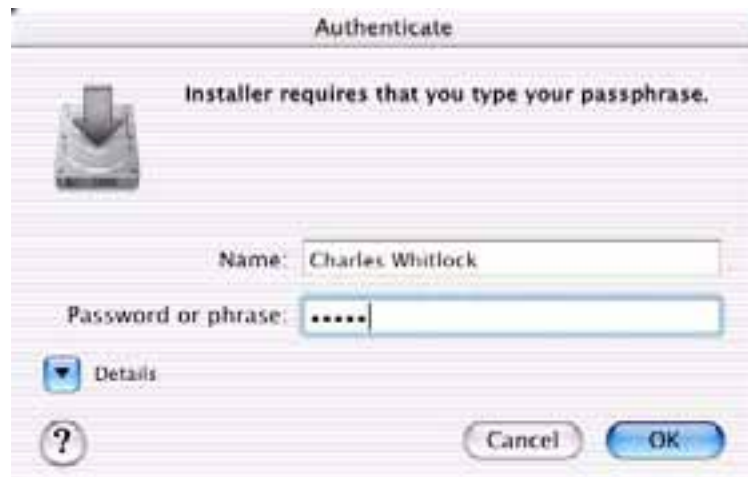 Authenticate
Installer requires that you type your passphrase.
Name: Charles Whitlock
Password or phrase: •••••
Details
?
Cancel OK